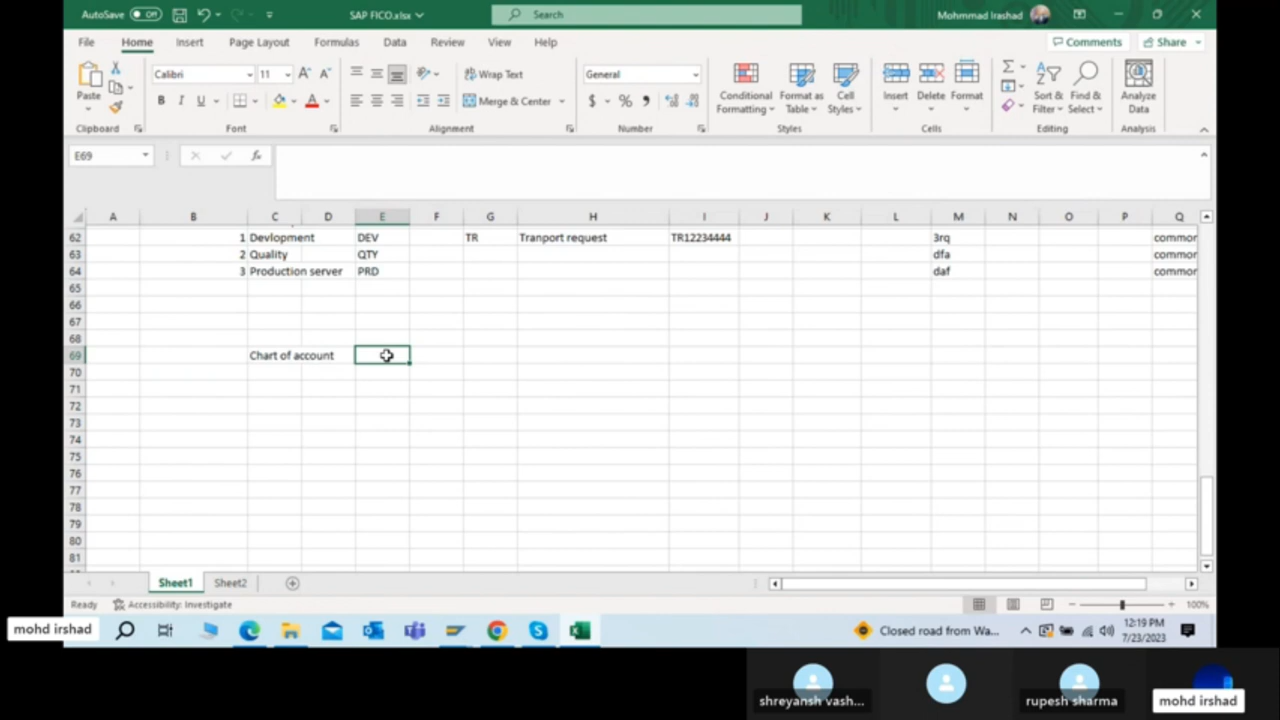 AutoSave Off SAP FICO.xlsx Search Mohmmad Irashad
File Home Insert Page Layout Formulas Data Review View Help Comments Share
Calibri 11 Wrap Text General
Paste Merge & Center Conditional Formatting Format as Table Cell Styles Insert Delete Format Sort & Filter Find & Select Analyze Data
Clipboard Font Alignment Number Styles Cells Editing Analysis
E69 fx
A B C D E F G H I J K L M N O P Q
62 1 Devlopment DEV TR Tranport request TR12234444 3rq commor
63 2 Quality QTY dfa commor
64 3 Production server PRD daf commor
65
66
67
68
69 Chart of account
70
71
72
73
74
75
76
77
78
79
80
81
Sheet1 Sheet2
Ready Accessibility: Investigate 100%
mohd irshad Closed road from Wa... 12:19 PM
7/23/2023
shreyansh vash... rupesh sharma mohd irshad